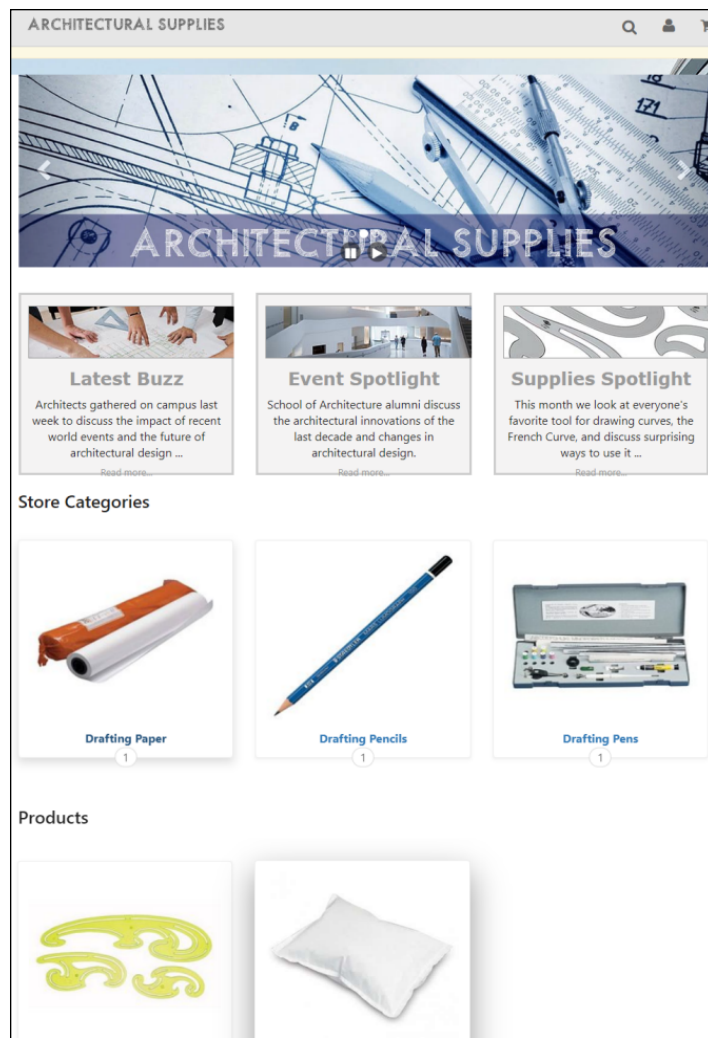 ARCHITECTURAL SUPPLIES
18
171
8
ARCHITECTURAL SUPPLIES
Latest Buzz
Architects gathered on campus last
week to discuss the impact of recent
world events and the future of
architectural design ...
Read more...
Event Spotlight
School of Architecture alumni discuss
the architectural innovations of the
last decade and changes in
architectural design.
Read more...
Supplies Spotlight
This month we look at everyone's
favorite tool for drawing curves, the
French Curve, and discuss surprising
ways to use it ...
Read more...
Store Categories
Drafting Paper
1
Drafting Pencils
1
Drafting Pens
1
Products